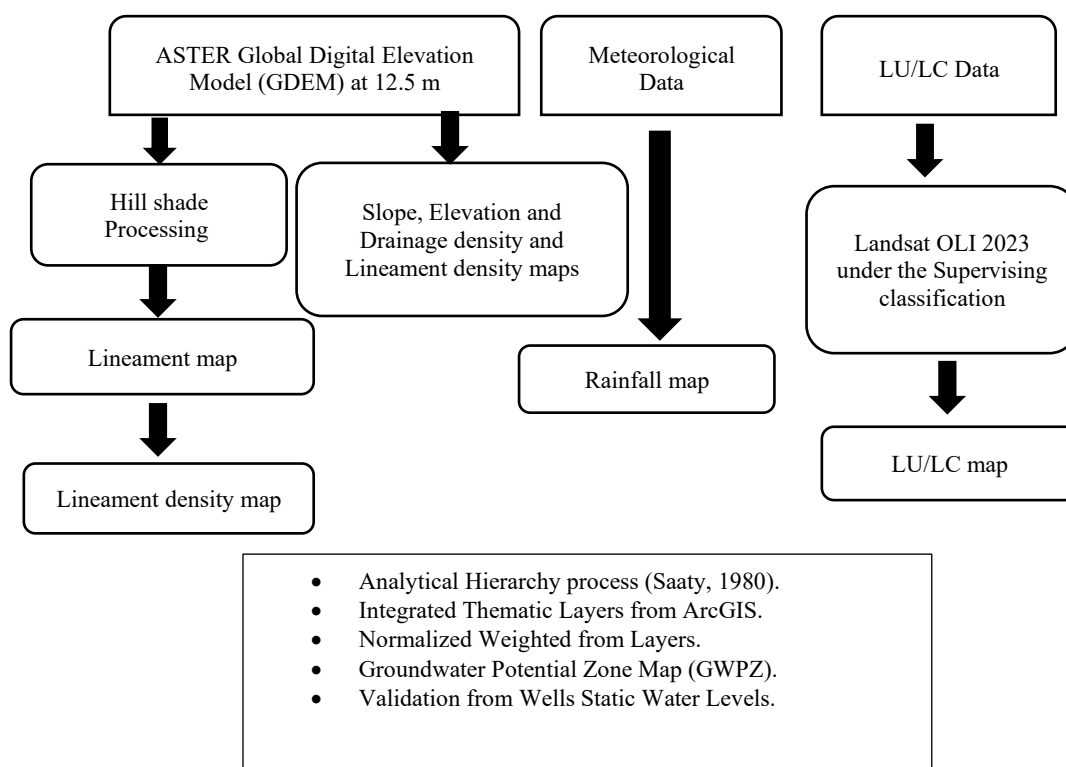 ASTER Global Digital Elevation
Model (GDEM) at 12.5 m
Meteorological
Data
LU/LC Data
Hill shade
Processing
Slope, Elevation and
Drainage density and
Lineament density maps
Landsat OLI 2023
under the Supervising
classification
Lineament map
Rainfall map
Lineament density map
LU/LC map
• Analytical Hierarchy process (Saaty, 1980).
• Integrated Thematic Layers from ArcGIS.
• Normalized Weighted from Layers.
• Groundwater Potential Zone Map (GWPZ).
• Validation from Wells Static Water Levels.